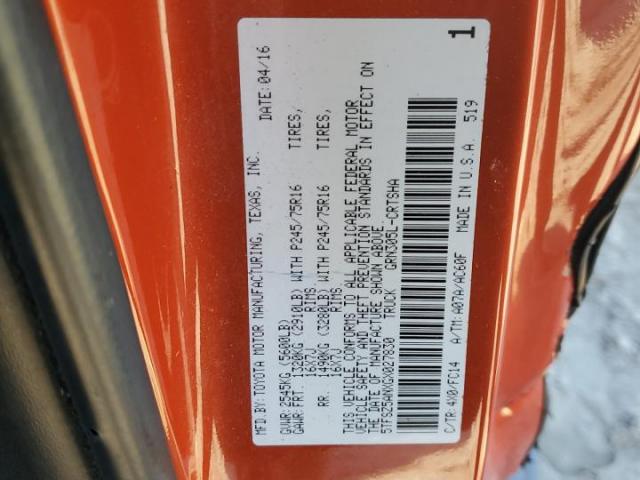 MFD. BY: TOYOTA MOTOR MANUFACTURING, TEXAS, INC. DATE: 04/16
GVWR: 2545KG (5600LB)
GAWR: FRT. 1320KG (2910LB) WITH P245/75R16 TIRES,
16X7J RIMS
RR. 1490KG (3280LB) WITH P245/75R16 TIRES,
16X7J RIMS
THIS VEHICLE CONFORMS TO ALL APPLICABLE FEDERAL MOTOR
VEHICLE SAFETY AND THEFT PREVENTION STANDARDS IN EFFECT ON
THE DATE OF MANUFACTURE SHOWN ABOVE.
5TFSZ5ANXGX027830 TRUCK GRN305L-CRTSHA
C/TR: 4X0/FC14 A/TM: A07A/AC60F MADE IN U.S.A. 519
1